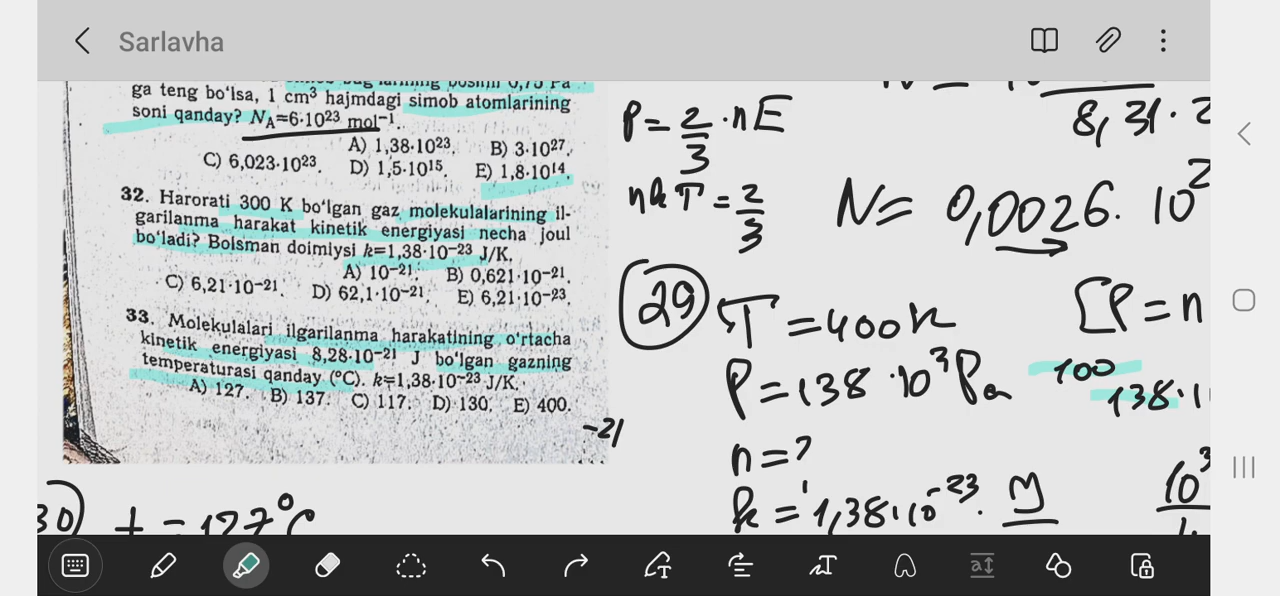 Sarlavha
ga teng bo‘lsa, 1 cm³ hajmdagi simob atomlarining
soni qanday? N_A=6·10²³ mol⁻¹.
A) 1,38·10²³. B) 3·10²⁷.
C) 6,023·10²³. D) 1,5·10¹⁵. E) 1,8·10¹⁴.
32. Harorati 300 K bo‘lgan gaz molekulalarining il-
garilanma harakat kinetik energiyasi necha joul
bo‘ladi? Bolsman doimiysi k=1,38·10⁻²³ J/K.
A) 10⁻²¹. B) 0,621·10⁻²¹.
C) 6,21·10⁻²¹. D) 62,1·10⁻²¹. E) 6,21·10⁻²³.
33. Molekulalari ilgarilanma harakatining o‘rtacha
kinetik energiyasi 8,28·10⁻²¹ J bo‘lgan gazning
temperaturasi qanday (°C). k=1,38·10⁻²³ J/K.
A) 127. B) 137. C) 117. D) 130. E) 400.
-21
30) t = 127°C
P = 2/3 · nE
nkT = 2/3
8,31·2
N = 0,0026 · 10²
29 T = 400K
P = 138 · 10³ Pa
n = ?
k = 1,38·10⁻²³ ·
[P = n
100
138·1
10³